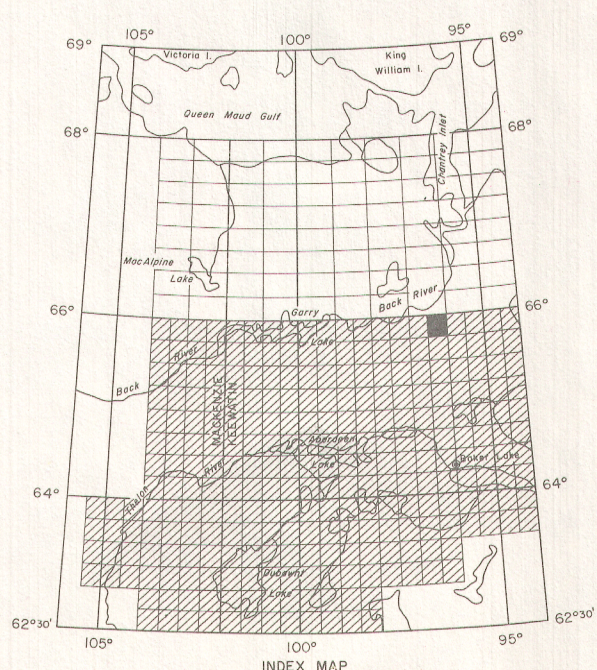 105°
100°
95°
69°
69°
Victoria I.
King
William I.
Queen Maud Gulf
68°
68°
Chantrey Inlet
MacAlpine
Lake
Back River
66°
66°
Garry
Lake
River
Back
MACKENZIE
KEEWATIN
Aberdeen
Lake
Baker Lake
River
Thelon
64°
64°
Dubawnt
Lake
62°30'
62°30'
105°
100°
95°
INDEX MAP